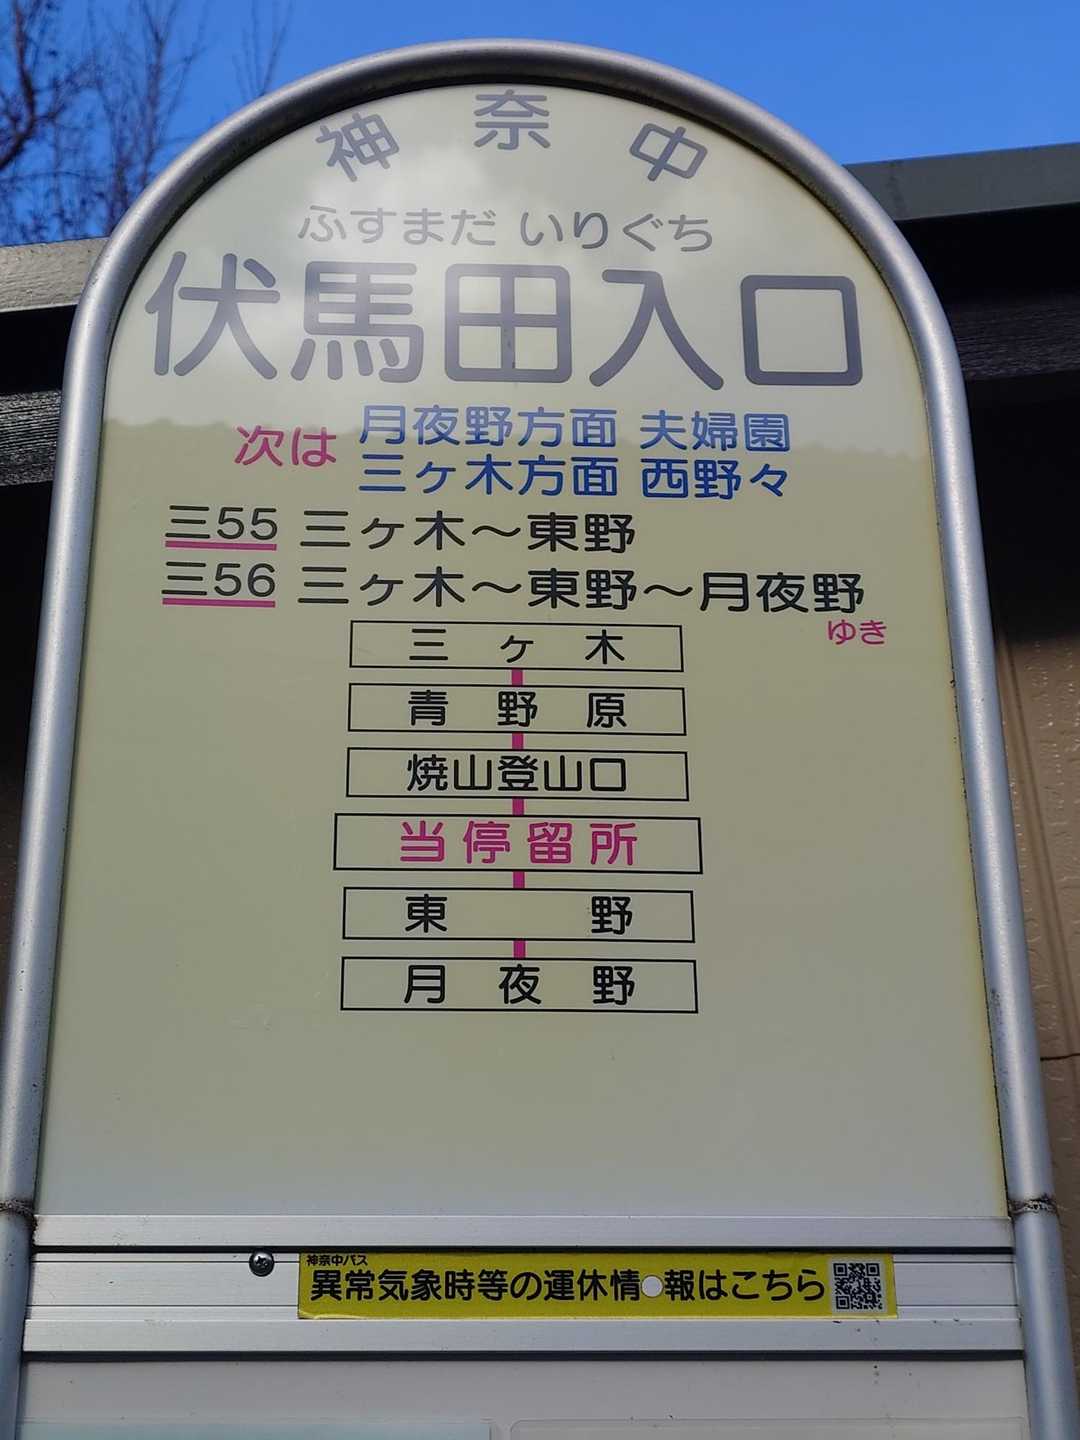 神奈中
ふすまだ いりぐち
伏馬田入口
次は
月夜野方面 夫婦園
三ヶ木方面 西野々
三55 三ヶ木～東野
三56 三ヶ木～東野～月夜野
ゆき
三ヶ木
青野原
焼山登山口
当停留所
東野
月夜野
神奈中バス
異常気象時等の運休情報はこちら